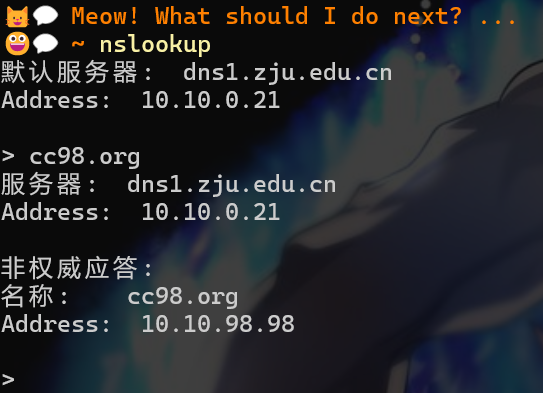 Meow! What should I do next? ...
~ nslookup
默认服务器:  dns1.zju.edu.cn
Address:  10.10.0.21
> cc98.org
服务器:  dns1.zju.edu.cn
Address:  10.10.0.21
非权威应答:
名称:    cc98.org
Address:  10.10.98.98
>